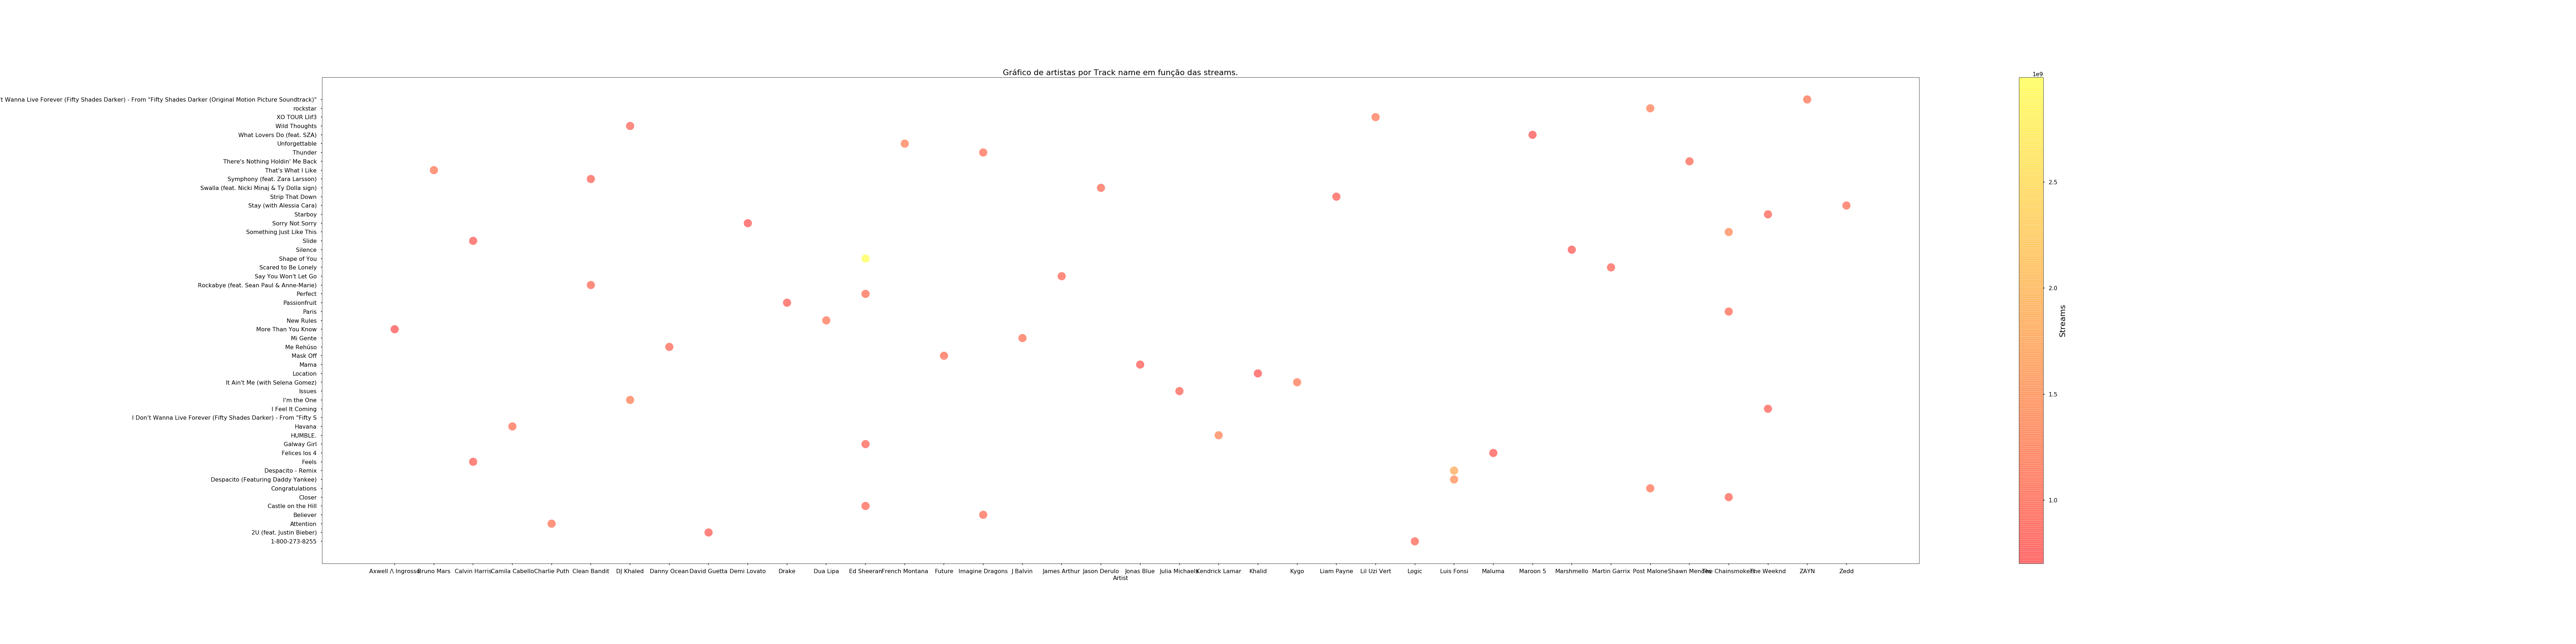 Gráfico de artistas por Track name em função das streams.
't Wanna Live Forever (Fifty Shades Darker) - From "Fifty Shades Darker (Original Motion Picture Soundtrack)"
rockstar
XO TOUR Llif3
Wild Thoughts
What Lovers Do (feat. SZA)
Unforgettable
Thunder
There's Nothing Holdin' Me Back
That's What I Like
Symphony (feat. Zara Larsson)
Swalla (feat. Nicki Minaj & Ty Dolla sign)
Strip That Down
Stay (with Alessia Cara)
Starboy
Sorry Not Sorry
Something Just Like This
Slide
Silence
Shape of You
Scared to Be Lonely
Say You Won't Let Go
Rockabye (feat. Sean Paul & Anne-Marie)
Perfect
Passionfruit
Paris
New Rules
More Than You Know
Mi Gente
Me Rehúso
Mask Off
Mama
Location
It Ain't Me (with Selena Gomez)
Issues
I'm the One
I Feel It Coming
I Don't Wanna Live Forever (Fifty Shades Darker) - From "Fifty S
Havana
HUMBLE.
Galway Girl
Felices los 4
Feels
Despacito - Remix
Despacito (Featuring Daddy Yankee)
Congratulations
Closer
Castle on the Hill
Believer
Attention
2U (feat. Justin Bieber)
1-800-273-8255
Axwell /\ Ingrosso Bruno Mars Calvin Harris Camila Cabello Charlie Puth Clean Bandit DJ Khaled Danny Ocean David Guetta Demi Lovato Drake Dua Lipa Ed Sheeran French Montana Future Imagine Dragons J Balvin James Arthur Jason Derulo Jonas Blue Julia Michaels Kendrick Lamar Khalid Kygo Liam Payne Lil Uzi Vert Logic Luis Fonsi Maluma Maroon 5 Marshmello Martin Garrix Post Malone Shawn Mendes The Chainsmokers The Weeknd ZAYN Zedd
Artist
1e9
2.5
2.0
1.5
1.0
Streams